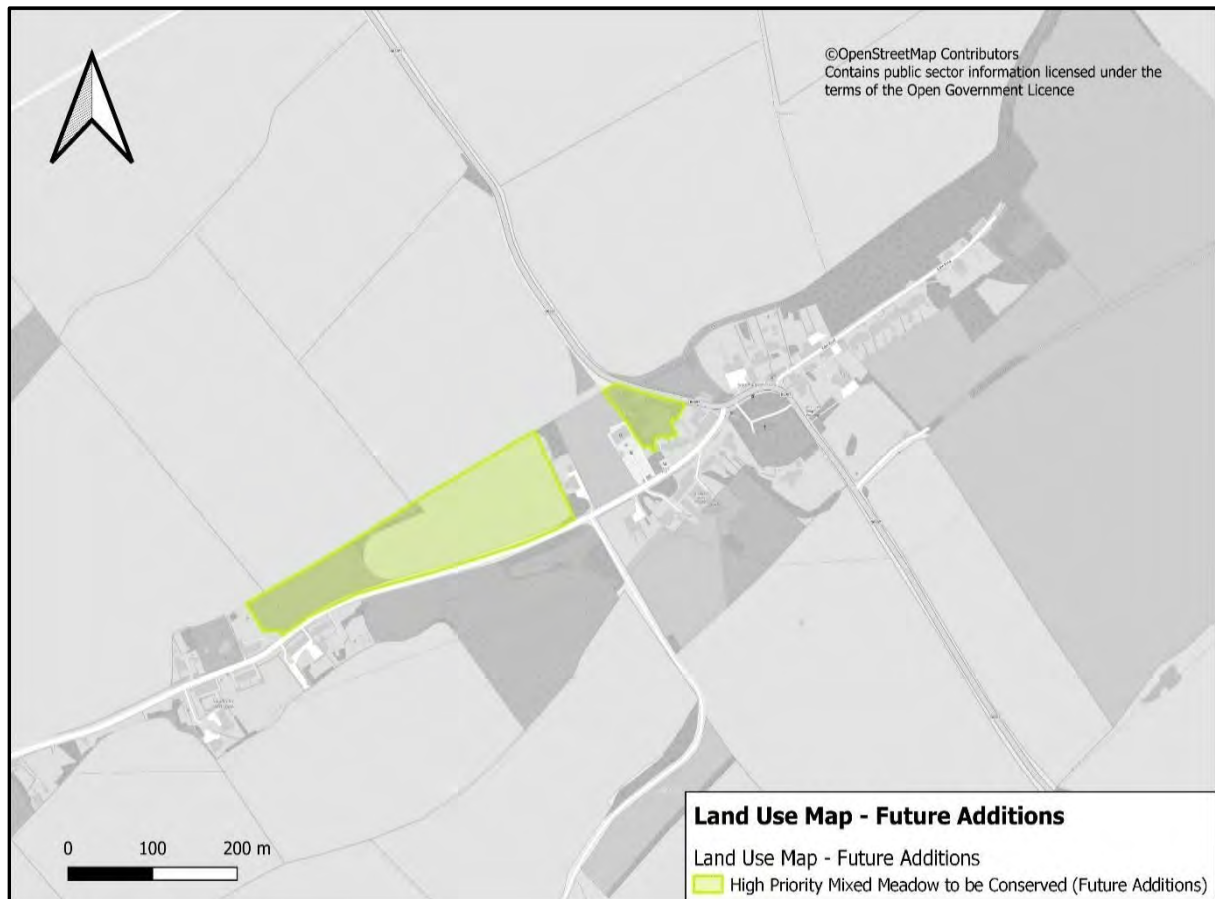 ©OpenStreetMap Contributors
Contains public sector information licensed under the
terms of the Open Government Licence
0 100 200 m
Land Use Map - Future Additions
Land Use Map - Future Additions
High Priority Mixed Meadow to be Conserved (Future Additions)